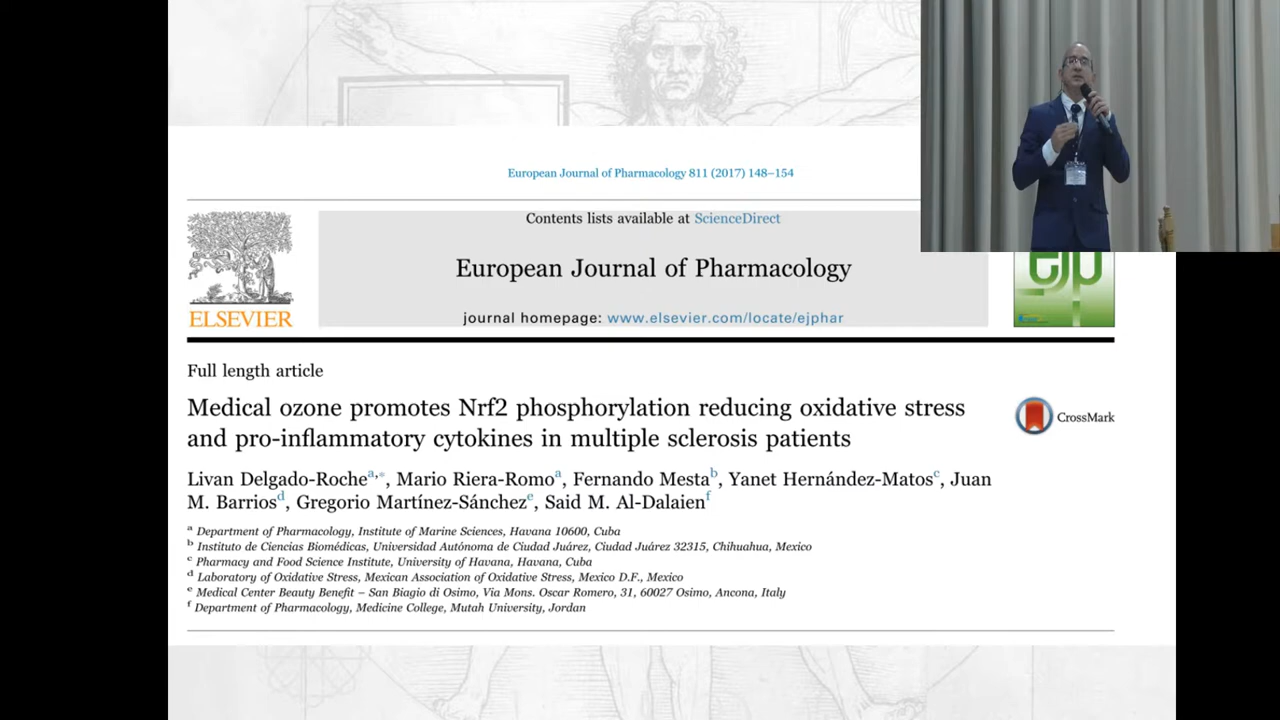 European Journal of Pharmacology 811 (2017) 148–154
Contents lists available at ScienceDirect
European Journal of Pharmacology
journal homepage: www.elsevier.com/locate/ejphar
ELSEVIER
ejp
Full length article
Medical ozone promotes Nrf2 phosphorylation reducing oxidative stress
and pro-inflammatory cytokines in multiple sclerosis patients
CrossMark
Livan Delgado-Roche a,*, Mario Riera-Romo a, Fernando Mesta b, Yanet Hernández-Matos c, Juan
M. Barrios d, Gregorio Martínez-Sánchez e, Said M. Al-Dalaien f
a Department of Pharmacology, Institute of Marine Sciences, Havana 10600, Cuba
b Instituto de Ciencias Biomédicas, Universidad Autónoma de Ciudad Juárez, Ciudad Juárez 32315, Chihuahua, Mexico
c Pharmacy and Food Science Institute, University of Havana, Havana, Cuba
d Laboratory of Oxidative Stress, Mexican Association of Oxidative Stress, Mexico D.F., Mexico
e Medical Center Beauty Benefit – San Biagio di Osimo, Via Mons. Oscar Romero, 31, 60027 Osimo, Ancona, Italy
f Department of Pharmacology, Medicine College, Mutah University, Jordan